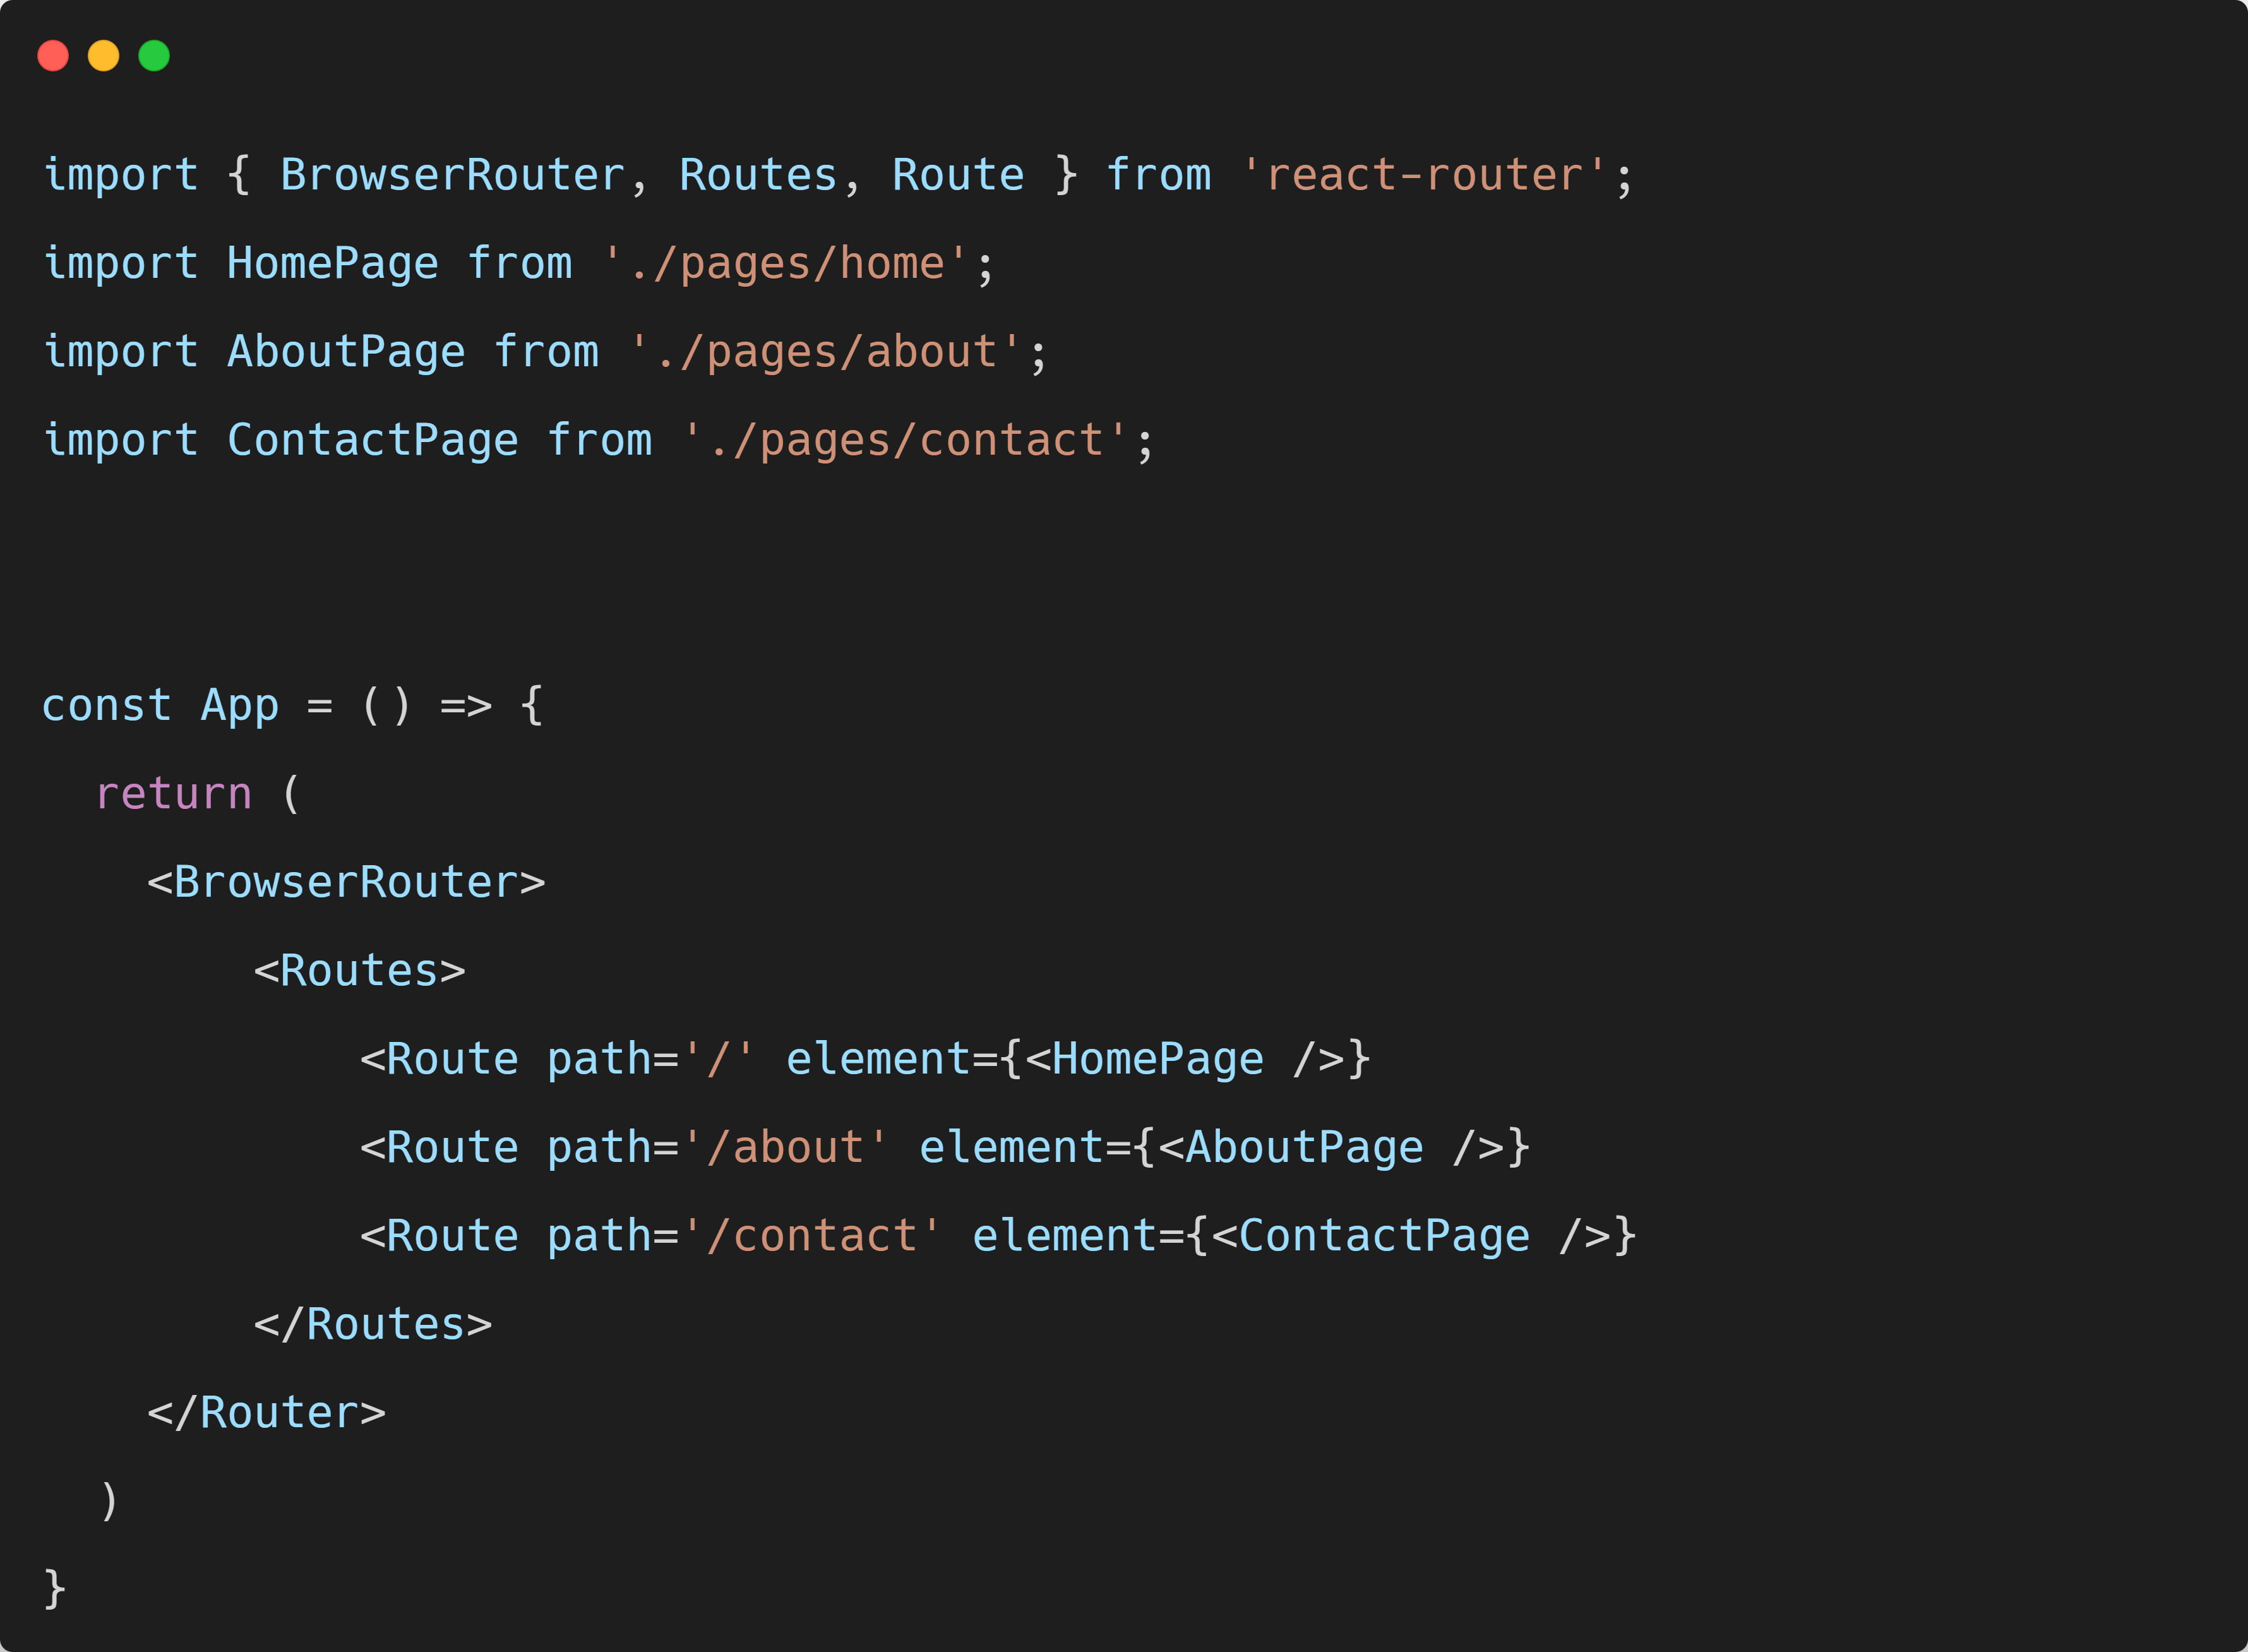 import { BrowserRouter, Routes, Route } from 'react-router';
import HomePage from './pages/home';
import AboutPage from './pages/about';
import ContactPage from './pages/contact';
const App = () => {
  return (
    <BrowserRouter>
        <Routes>
            <Route path='/' element={<HomePage />}
            <Route path='/about' element={<AboutPage />}
            <Route path='/contact' element={<ContactPage />}
        </Routes>
    </Router>
  )
}